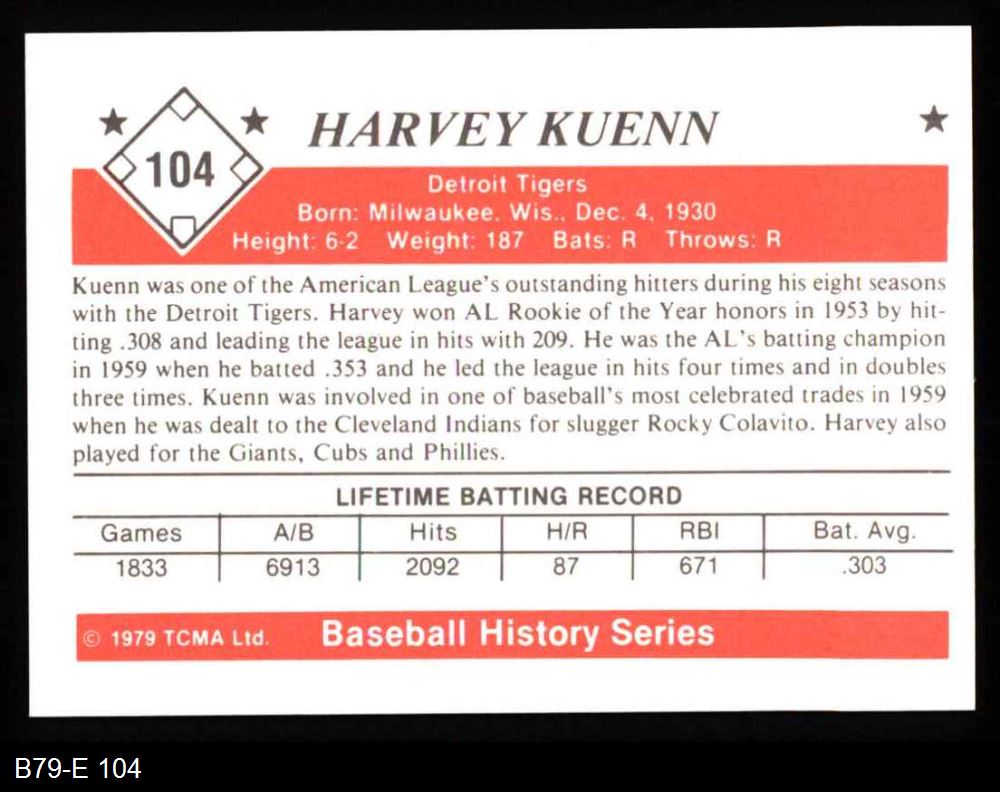 104
HARVEY KUENN
Detroit Tigers
Born: Milwaukee, Wis., Dec. 4, 1930
Height: 6-2 Weight: 187 Bats: R Throws: R
Kuenn was one of the American League's outstanding hitters during his eight seasons
with the Detroit Tigers. Harvey won AL Rookie of the Year honors in 1953 by hit-
ting .308 and leading the league in hits with 209. He was the AL's batting champion
in 1959 when he batted .353 and he led the league in hits four times and in doubles
three times. Kuenn was involved in one of baseball's most celebrated trades in 1959
when he was dealt to the Cleveland Indians for slugger Rocky Colavito. Harvey also
played for the Giants, Cubs and Phillies.
LIFETIME BATTING RECORD
Games A/B Hits H/R RBI Bat. Avg.
1833 6913 2092 87 671 .303
© 1979 TCMA Ltd. Baseball History Series
B79-E 104